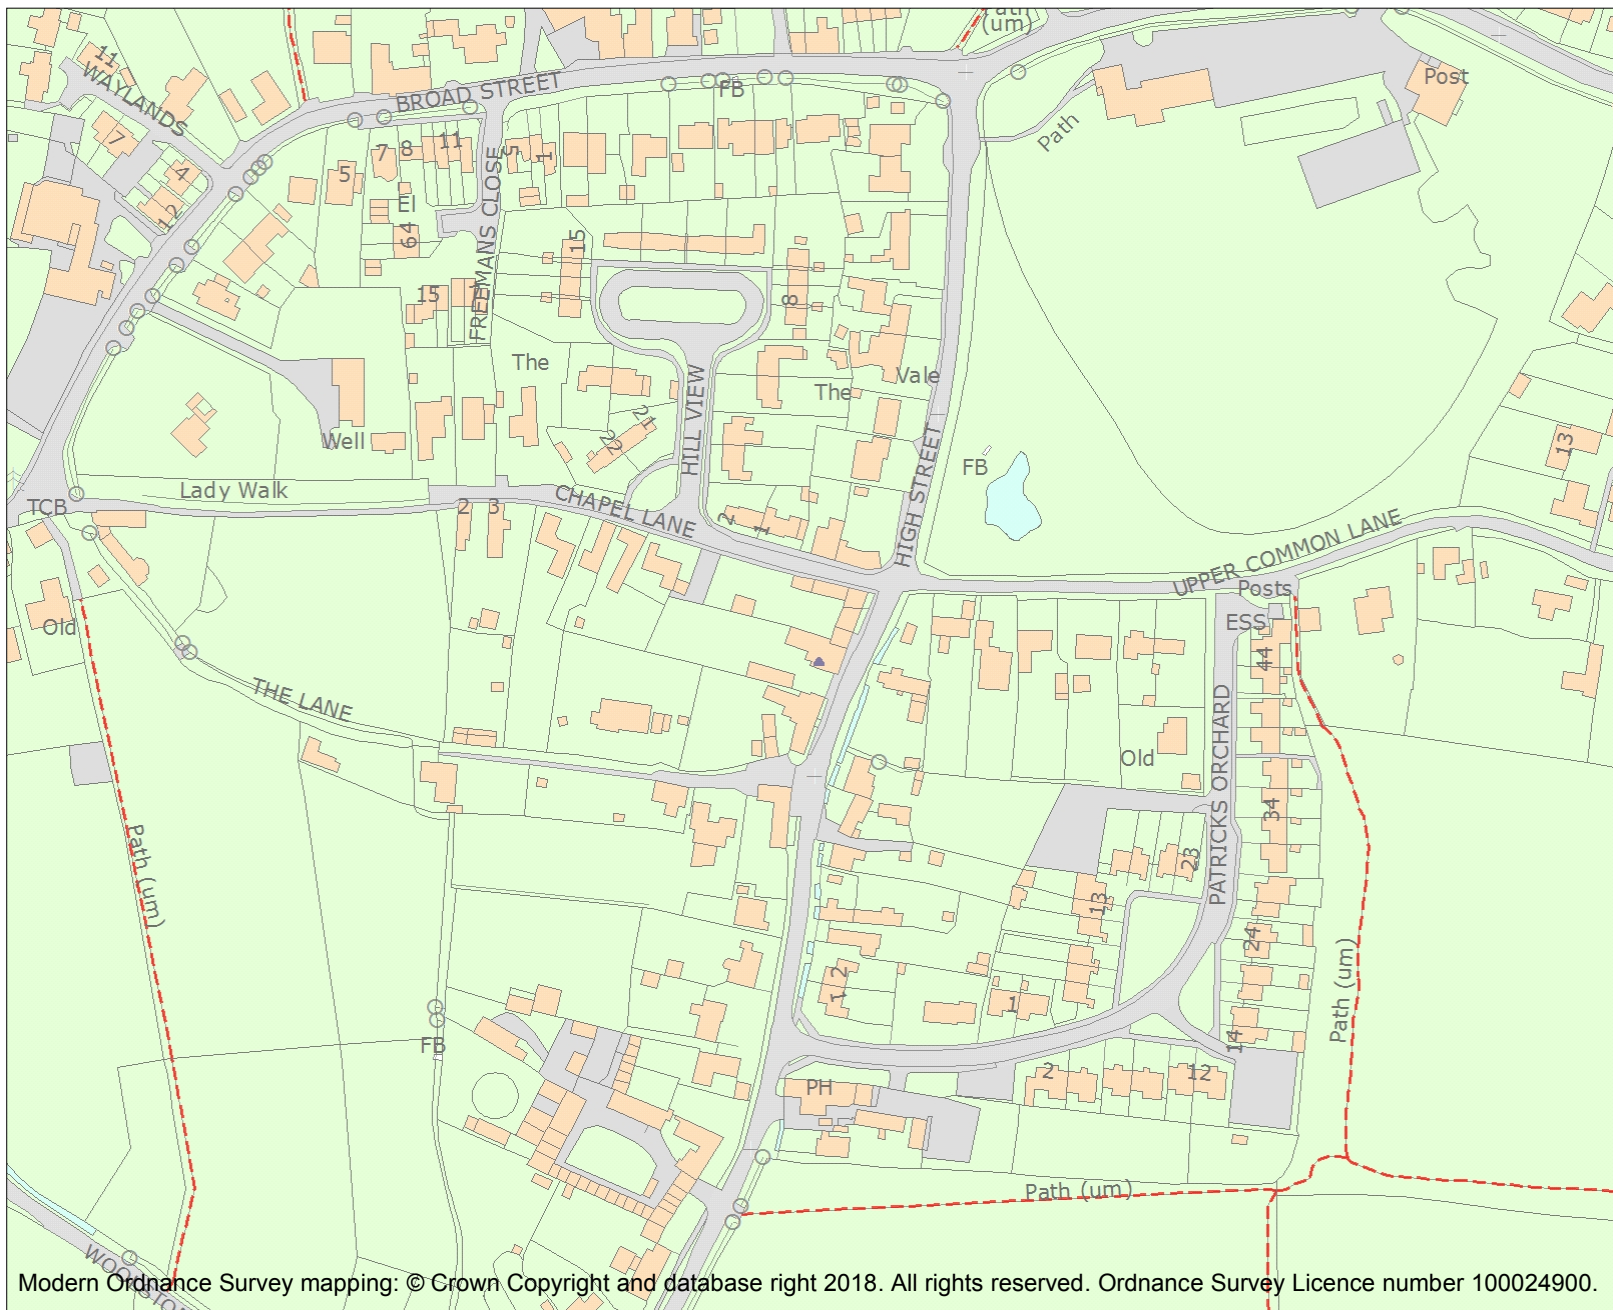 Path
(um)
11
WAYLANDS
Post
BROAD STREET
FB
Path
7
4
12
5
7
8
11
5
1
El
64
FREEMANS CLOSE
15
15
1
8
The
HILL VIEW
The
Vale
21
22
Well
HIGH STREET
FB
13
Lady Walk
TCB
2
3
CHAPEL LANE
2
1
UPPER COMMON LANE
Posts
ESS
Old
44
THE LANE
PATRICKS ORCHARD
Old
34
Path (um)
23
13
24
Path (um)
2
1
1
14
FB
PH
2
12
Path (um)
WOODSTO
Modern Ordnance Survey mapping: © Crown Copyright and database right 2018. All rights reserved. Ordnance Survey Licence number 100024900.